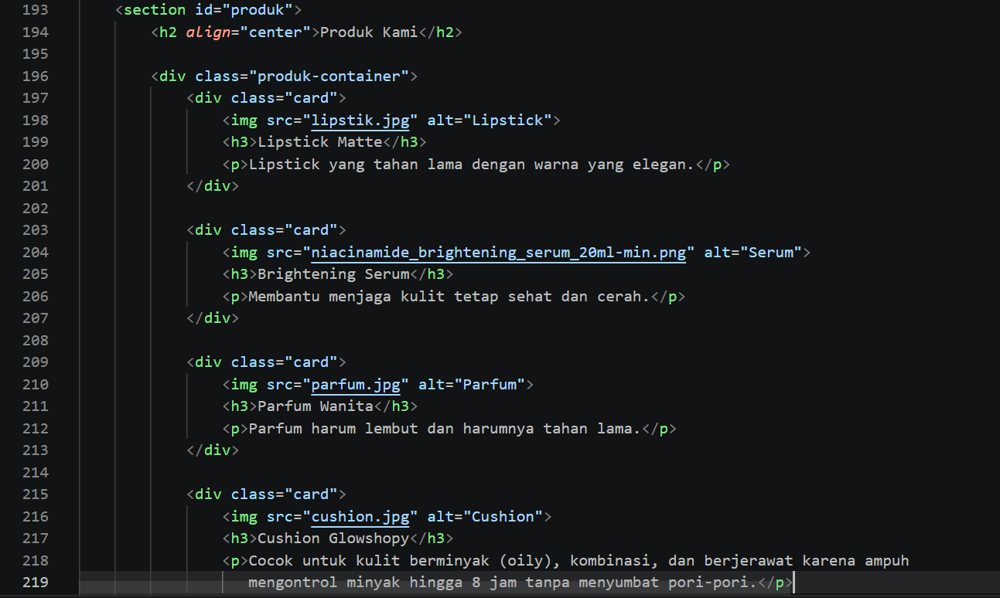 193 <section id="produk">
194 <h2 align="center">Produk Kami</h2>
195
196 <div class="produk-container">
197 <div class="card">
198 <img src="lipstik.jpg" alt="Lipstick">
199 <h3>Lipstick Matte</h3>
200 <p>Lipstick yang tahan lama dengan warna yang elegan.</p>
201 </div>
202
203 <div class="card">
204 <img src="niacinamide_brightening_serum_20ml-min.png" alt="Serum">
205 <h3>Brightening Serum</h3>
206 <p>Membantu menjaga kulit tetap sehat dan cerah.</p>
207 </div>
208
209 <div class="card">
210 <img src="parfum.jpg" alt="Parfum">
211 <h3>Parfum Wanita</h3>
212 <p>Parfum harum lembut dan harumnya tahan lama.</p>
213 </div>
214
215 <div class="card">
216 <img src="cushion.jpg" alt="Cushion">
217 <h3>Cushion Glowshopy</h3>
218 <p>Cocok untuk kulit berminyak (oily), kombinasi, dan berjerawat karena ampuh
219 mengontrol minyak hingga 8 jam tanpa menyumbat pori-pori.</p>